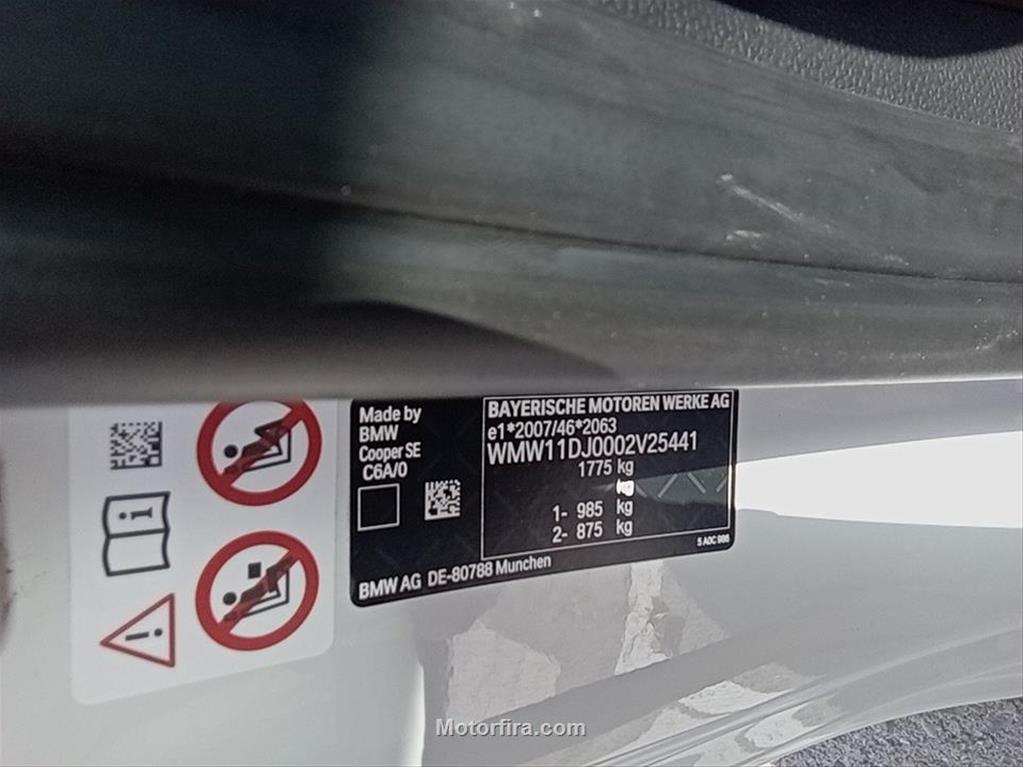 Made by
BMW
Cooper SE
C6A/0
BAYERISCHE MOTOREN WERKE AG
e1*2007/46*2063
WMW11DJ0002V25441
1775 kg
kg
1- 985 kg
2- 875 kg
5 A0C 986
BMW AG DE-80788 Munchen
Motorfira.com